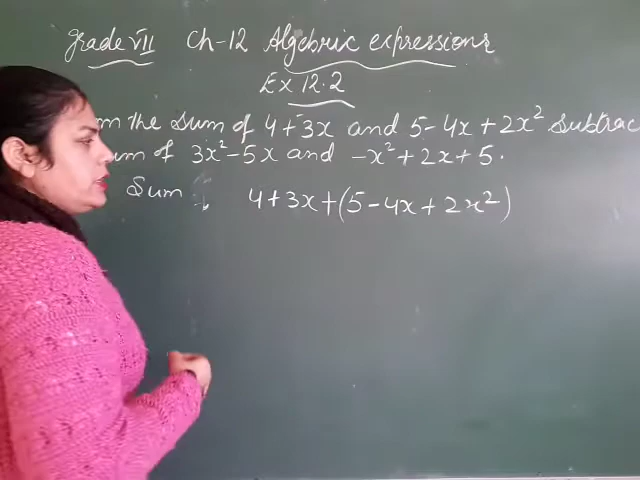 Grade VII Ch-12 Algebric expressions
Ex 12.2
m the sum of 4+3x and 5-4x+2x² subtrac
um of 3x²-5x and -x²+2x+5.
Sum : 4+3x+(5-4x+2x²)